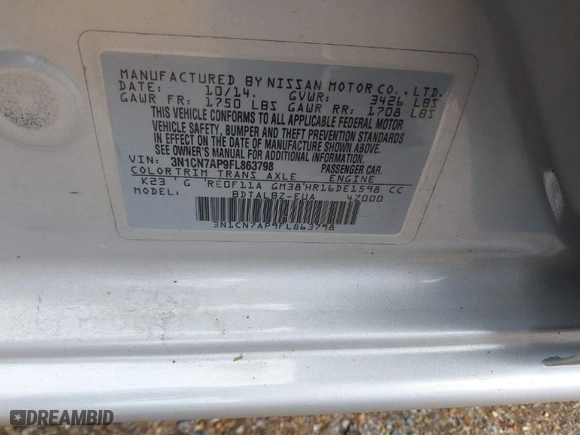 MANUFACTURED BY NISSAN MOTOR CO., LTD.
DATE: 10/14. GVWR: 3426 LBS
GAWR FR: 1750 LBS GAWR RR: 1708 LBS
THIS VEHICLE CONFORMS TO ALL APPLICABLE FEDERAL MOTOR
VEHICLE SAFETY, BUMPER AND THEFT PREVENTION STANDARDS
IN EFFECT ON THE DATE OF MANUFACTURE SHOWN ABOVE.
SEE OWNER'S MANUAL
VIN: 3N1CN7AP9FL863798 PASSENGER CAR.
COLOR TRIM TRANS AXLE ENGINE
K23 G RE0F11A GM38 HR16DE1598 CC
MODEL: BDTALBZ-EUA 47000
3N1CN7AP9FL863798
DREAMBID